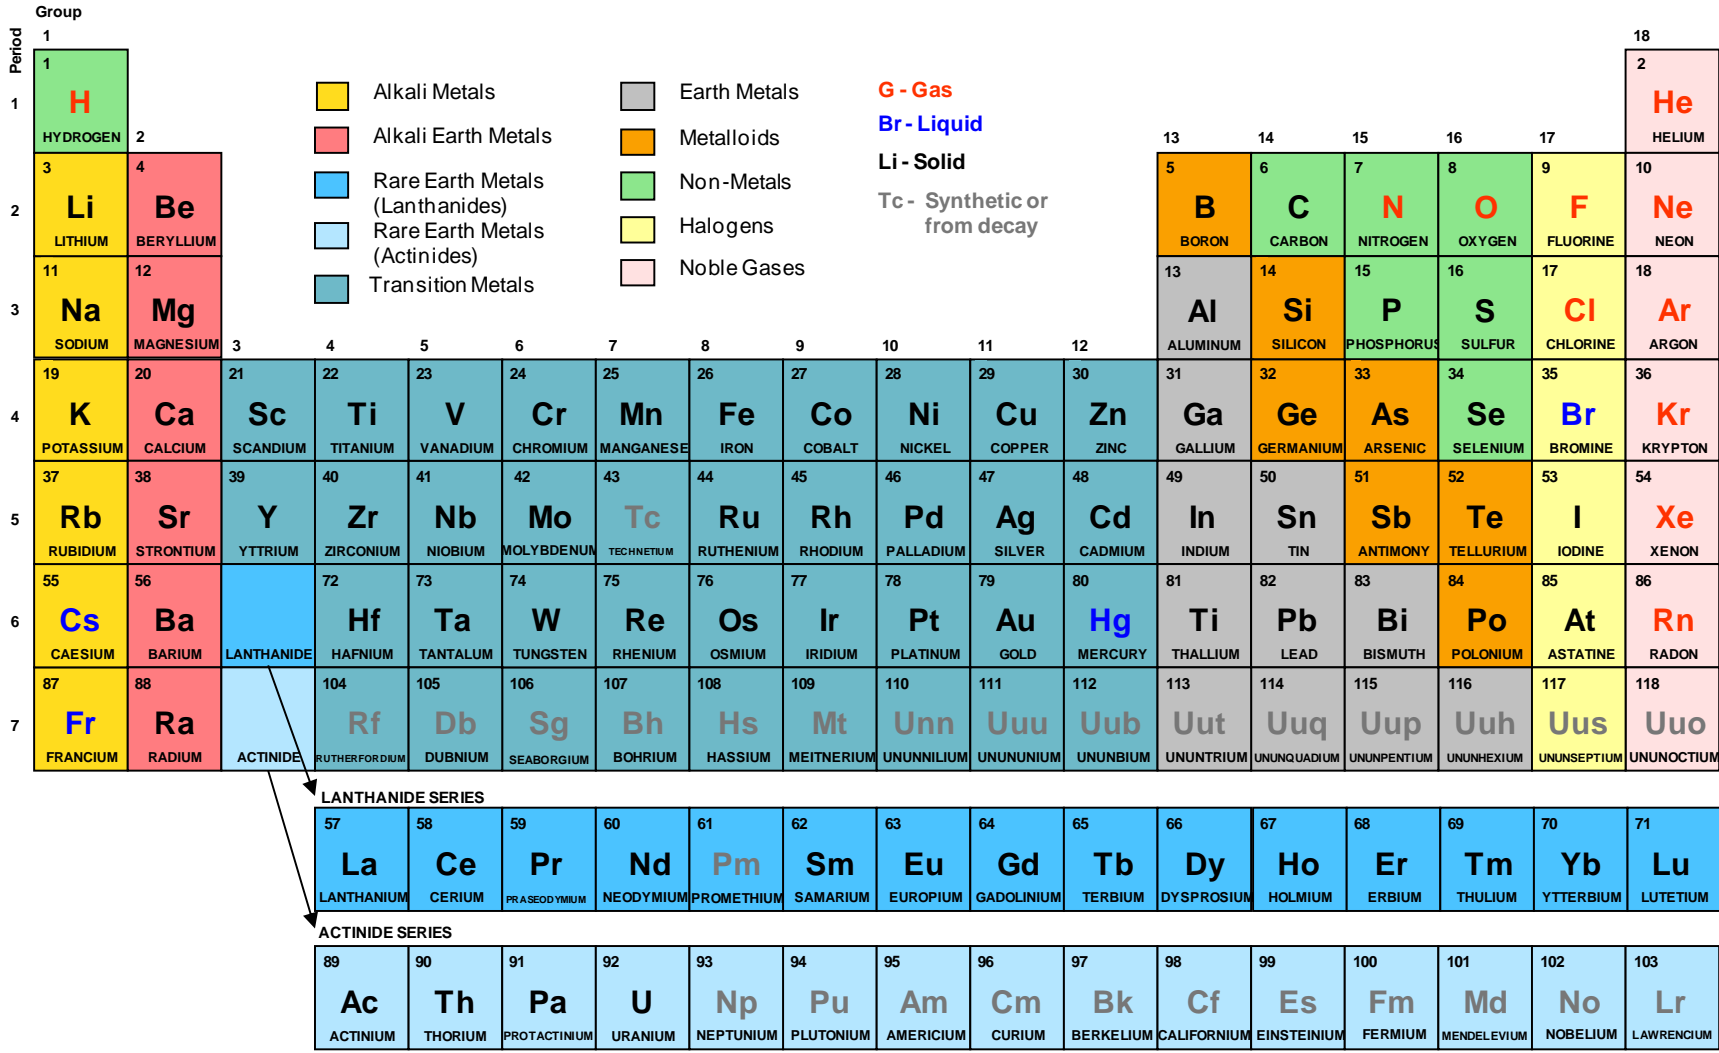 Group
Period
1
18
1
H
HYDROGEN
2
He
HELIUM
1
Alkali Metals
Alkali Earth Metals
Rare Earth Metals
(Lanthanides)
Rare Earth Metals
(Actinides)
Transition Metals
Earth Metals
Metalloids
Non-Metals
Halogens
Noble Gases
G - Gas
Br - Liquid
Li - Solid
Tc - Synthetic or
from decay
2 13 14 15 16 17
3 4 5 6 7 8 9 10
2 Li Be B C N O F Ne
LITHIUM BERYLLIUM BORON CARBON NITROGEN OXYGEN FLUORINE NEON
11 12 13 14 15 16 17 18
3 Na Mg Al Si P S Cl Ar
SODIUM MAGNESIUM ALUMINUM SILICON PHOSPHORUS SULFUR CHLORINE ARGON
3 4 5 6 7 8 9 10 11 12
19 20 21 22 23 24 25 26 27 28 29 30 31 32 33 34 35 36
4 K Ca Sc Ti V Cr Mn Fe Co Ni Cu Zn Ga Ge As Se Br Kr
POTASSIUM CALCIUM SCANDIUM TITANIUM VANADIUM CHROMIUM MANGANESE IRON COBALT NICKEL COPPER ZINC GALLIUM GERMANIUM ARSENIC SELENIUM BROMINE KRYPTON
37 38 39 40 41 42 43 44 45 46 47 48 49 50 51 52 53 54
5 Rb Sr Y Zr Nb Mo Tc Ru Rh Pd Ag Cd In Sn Sb Te I Xe
RUBIDIUM STRONTIUM YTTRIUM ZIRCONIUM NIOBIUM MOLYBDENUM TECHNETIUM RUTHENIUM RHODIUM PALLADIUM SILVER CADMIUM INDIUM TIN ANTIMONY TELLURIUM IODINE XENON
55 56 72 73 74 75 76 77 78 79 80 81 82 83 84 85 86
6 Cs Ba Hf Ta W Re Os Ir Pt Au Hg Ti Pb Bi Po At Rn
CAESIUM BARIUM LANTHANIDE HAFNIUM TANTALUM TUNGSTEN RHENIUM OSMIUM IRIDIUM PLATINUM GOLD MERCURY THALLIUM LEAD BISMUTH POLONIUM ASTATINE RADON
87 88 104 105 106 107 108 109 110 111 112 113 114 115 116 117 118
7 Fr Ra Rf Db Sg Bh Hs Mt Unn Uuu Uub Uut Uuq Uup Uuh Uus Uuo
FRANCIUM RADIUM ACTINIDE RUTHERFORDIUM DUBNIUM SEABORGIUM BOHRIUM HASSIUM MEITNERIUM UNUNNILIUM UNUNUNIUM UNUNBIUM UNUNTRIUM UNUNQUADIUM UNUNPENTIUM UNUNHEXIUM UNUNSEPTIUM UNUNOCTIUM
LANTHANIDE SERIES
57 58 59 60 61 62 63 64 65 66 67 68 69 70 71
La Ce Pr Nd Pm Sm Eu Gd Tb Dy Ho Er Tm Yb Lu
LANTHANIUM CERIUM PRASEODYMIUM NEODYMIUM PROMETHIUM SAMARIUM EUROPIUM GADOLINIUM TERBIUM DYSPROSIUM HOLMIUM ERBIUM THULIUM YTTERBIUM LUTETIUM
ACTINIDE SERIES
89 90 91 92 93 94 95 96 97 98 99 100 101 102 103
Ac Th Pa U Np Pu Am Cm Bk Cf Es Fm Md No Lr
ACTINIUM THORIUM PROTACTINIUM URANIUM NEPTUNIUM PLUTONIUM AMERICIUM CURIUM BERKELIUM CALIFORNIUM EINSTEINIUM FERMIUM MENDELEVIUM NOBELIUM LAWRENCIUM